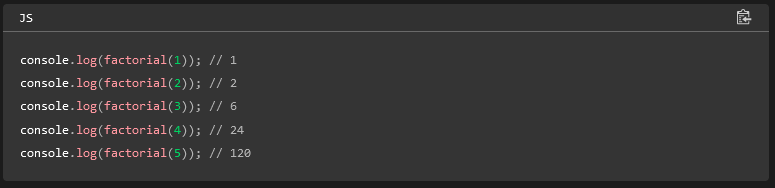 JS
console.log(factorial(1)); // 1
console.log(factorial(2)); // 2
console.log(factorial(3)); // 6
console.log(factorial(4)); // 24
console.log(factorial(5)); // 120